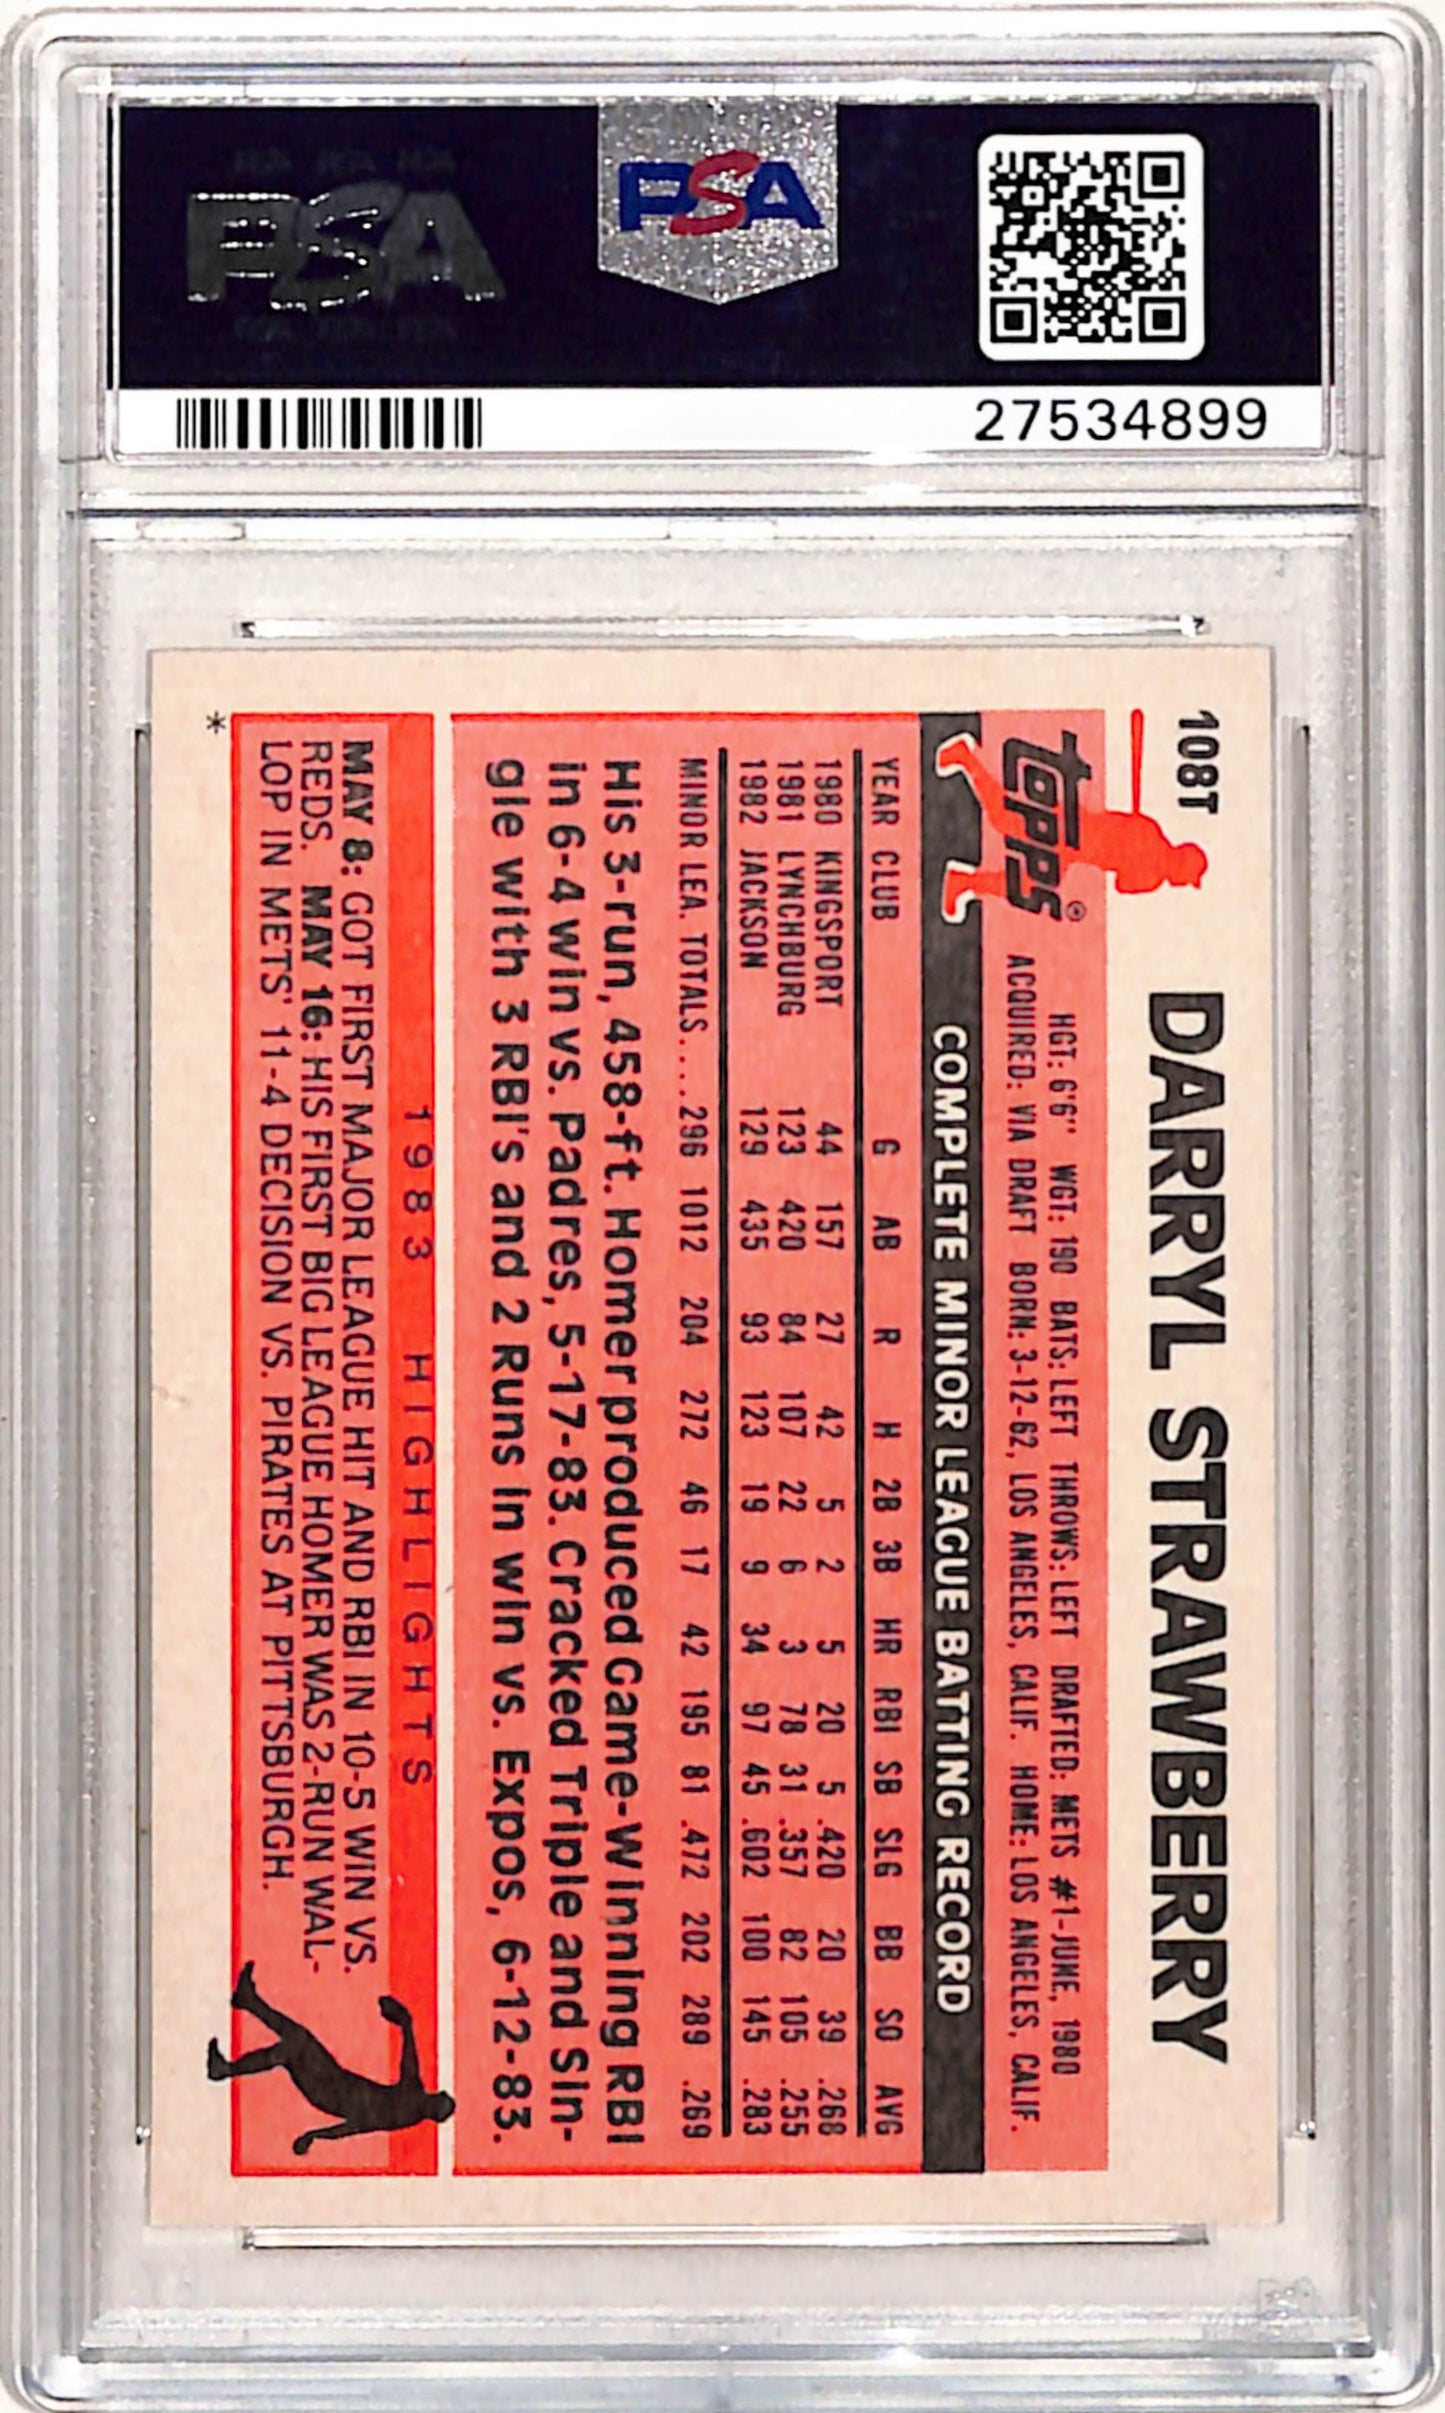 PSA
PSA
27534899
108T
DARRYL STRAWBERRY
topps®
HGT: 6'6" WGT: 190 BATS: LEFT THROWS: LEFT DRAFTED: METS #1-JUNE, 1980
ACQUIRED: VIA DRAFT BORN: 3-12-62, LOS ANGELES, CALIF. HOME: LOS ANGELES, CALIF.
COMPLETE MINOR LEAGUE BATTING RECORD
YEAR CLUB G AB R H 2B 3B HR RBI SB SLG BB SO AVG
1980 KINGSPORT 44 157 27 42 5 2 5 20 5 .420 20 39 .268
1981 LYNCHBURG 123 420 84 107 22 6 3 78 31 .357 82 105 .255
1982 JACKSON 129 435 93 123 19 9 34 97 45 .602 100 145 .283
MINOR LEA. TOTALS....296 1012 204 272 46 17 42 195 81 .472 202 289 .269
His 3-run, 458-ft. Homer produced Game-Winning RBI
in 6-4 win vs. Padres, 5-17-83. Cracked Triple and Sin-
gle with 3 RBI's and 2 Runs in win vs. Expos, 6-12-83.
1983 HIGHLIGHTS
MAY 8: GOT FIRST MAJOR LEAGUE HIT AND RBI IN 10-5 WIN VS.
REDS. MAY 16: HIS FIRST BIG LEAGUE HOMER WAS 2-RUN WAL-
LOP IN METS' 11-4 DECISION VS. PIRATES AT PITTSBURGH.
*